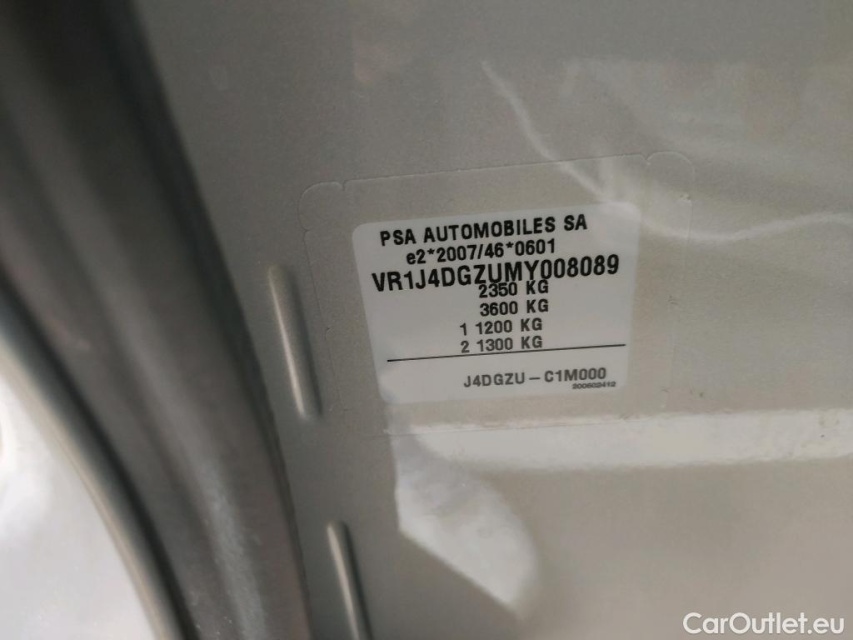 PSA AUTOMOBILES SA
e2*2007/46*0601
VR1J4DGZUMY008089
2350 KG
3600 KG
1 1200 KG
2 1300 KG
J4DGZU – C1M000
200602412
CarOutlet.eu